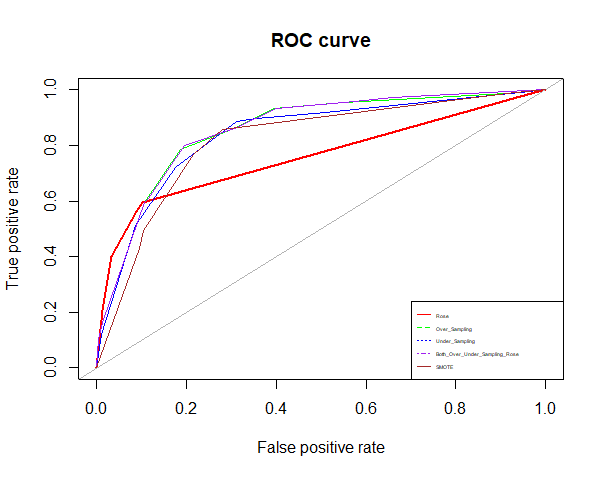 ROC curve
True positive rate
1.0
0.8
0.6
0.4
0.2
0.0
Rose
Over_Sampling
Under_Sampling
Both_Over_Under_Sampling_Rose
SMOTE
0.0 0.2 0.4 0.6 0.8 1.0
False positive rate